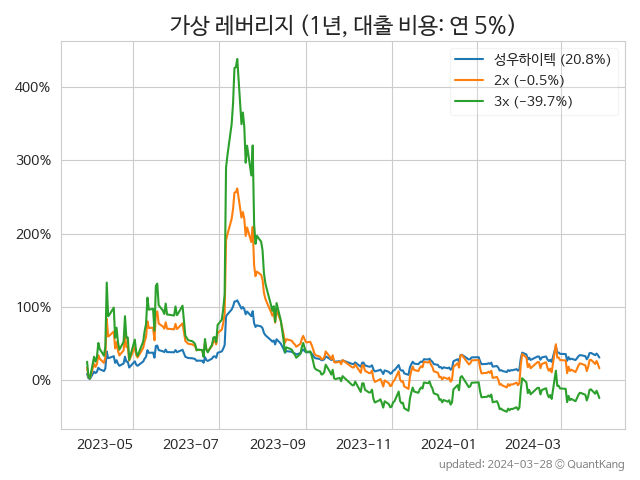 가상 레버리지 (1년, 대출 비용: 연 5%)
성우하이텍 (20.8%)
2x (−0.5%)
3x (−39.7%)
400%
300%
200%
100%
0%
2023-05 2023-07 2023-09 2023-11 2024-01 2024-03
updated: 2024-03-28 © QuantKang